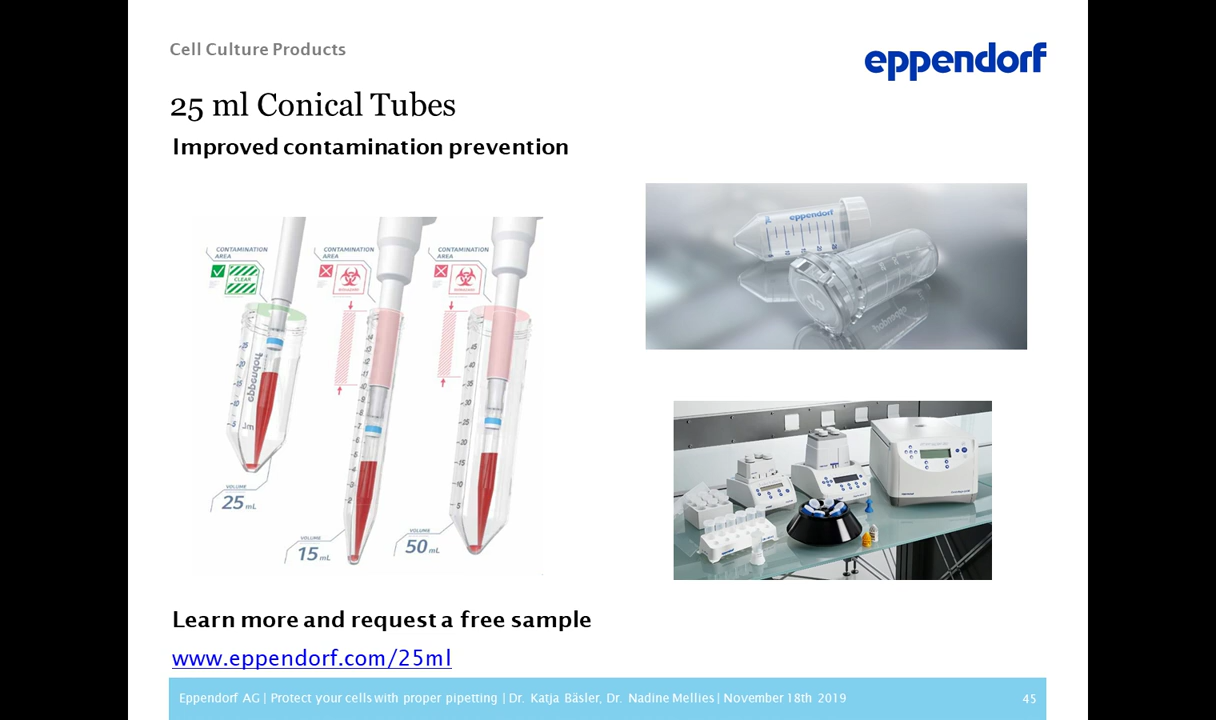 Cell Culture Products
eppendorf
25 ml Conical Tubes
Improved contamination prevention
CONTAMINATION AREA
CLEAR
CONTAMINATION AREA
CONTAMINATION AREA
eppendorf
VOLUME
25 mL
VOLUME
15 mL
VOLUME
50 mL
Learn more and request a free sample
www.eppendorf.com/25ml
Eppendorf AG | Protect your cells with proper pipetting | Dr. Katja Bäsler, Dr. Nadine Mellies | November 18th 2019
45